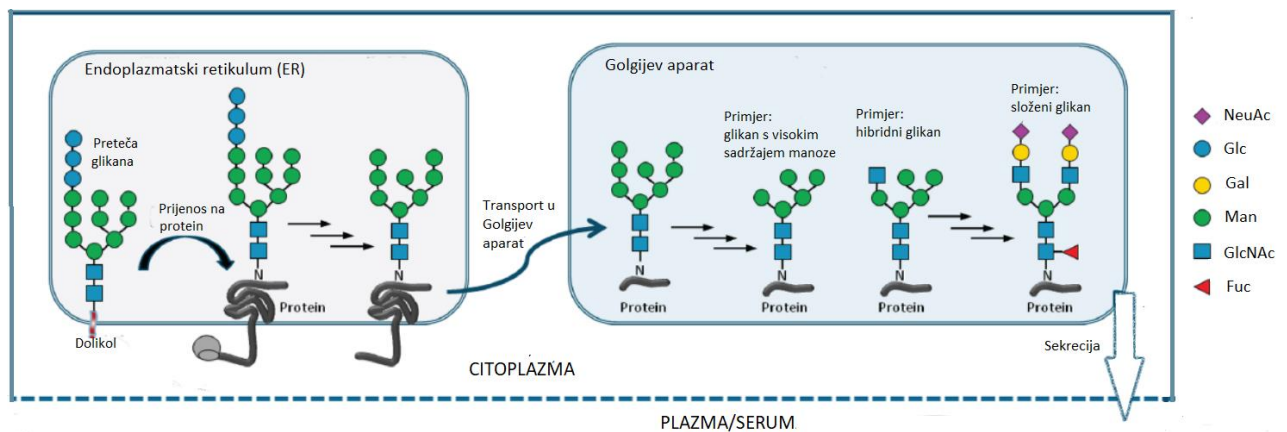 Endoplazmatski retikulum (ER)
Preteča
glikana
Prijenos na
protein
N
N
Protein
Dolikol
Transport u
Golgijev
aparat
Golgijev aparat
Primjer:
glikan s visokim
sadržajem manoze
Primjer:
hibridni glikan
Primjer:
složeni glikan
N
N
N
N
Protein
Protein
Protein
Protein
Sekrecija
CITOPLAZMA
PLAZMA/SERUM
NeuAc
Glc
Gal
Man
GlcNAc
Fuc